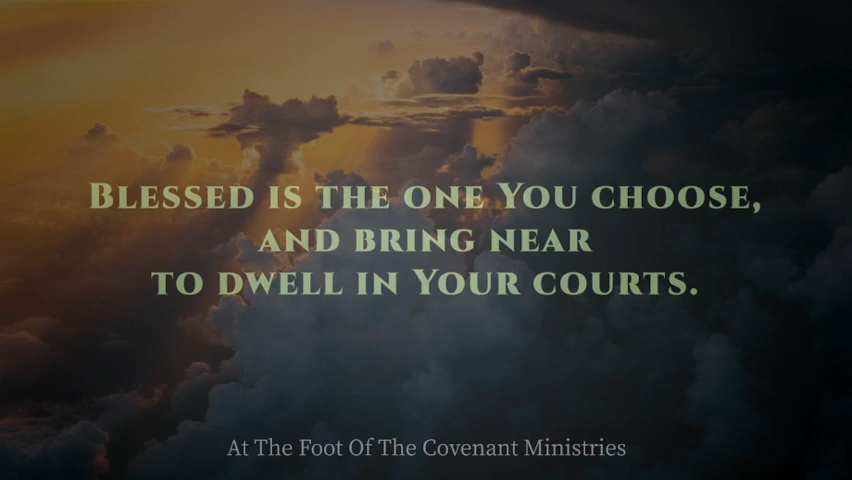 Blessed is the one You choose,
and bring near
to dwell in Your courts.
At The Foot Of The Covenant Ministries